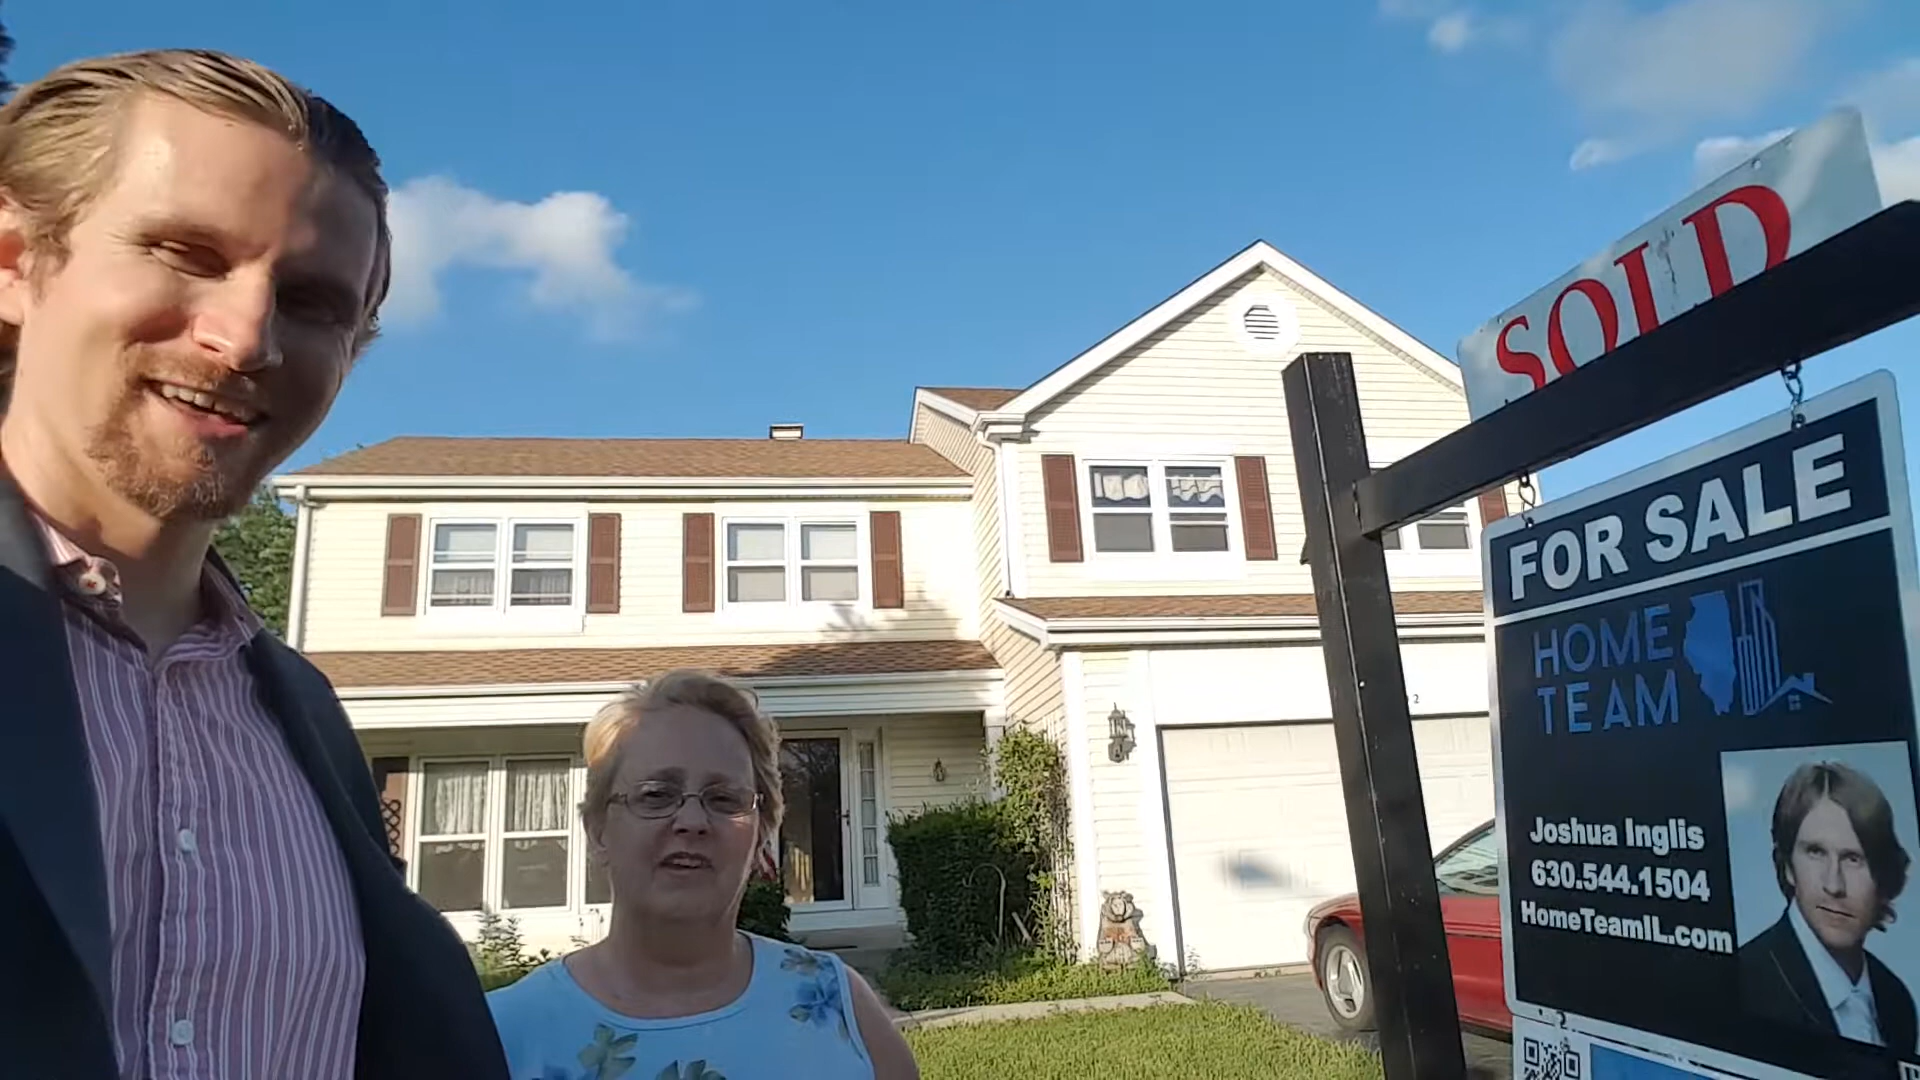 SOLD
FOR SALE
HOME
TEAM
Joshua Inglis
630.544.1504
HomeTeamIL.com